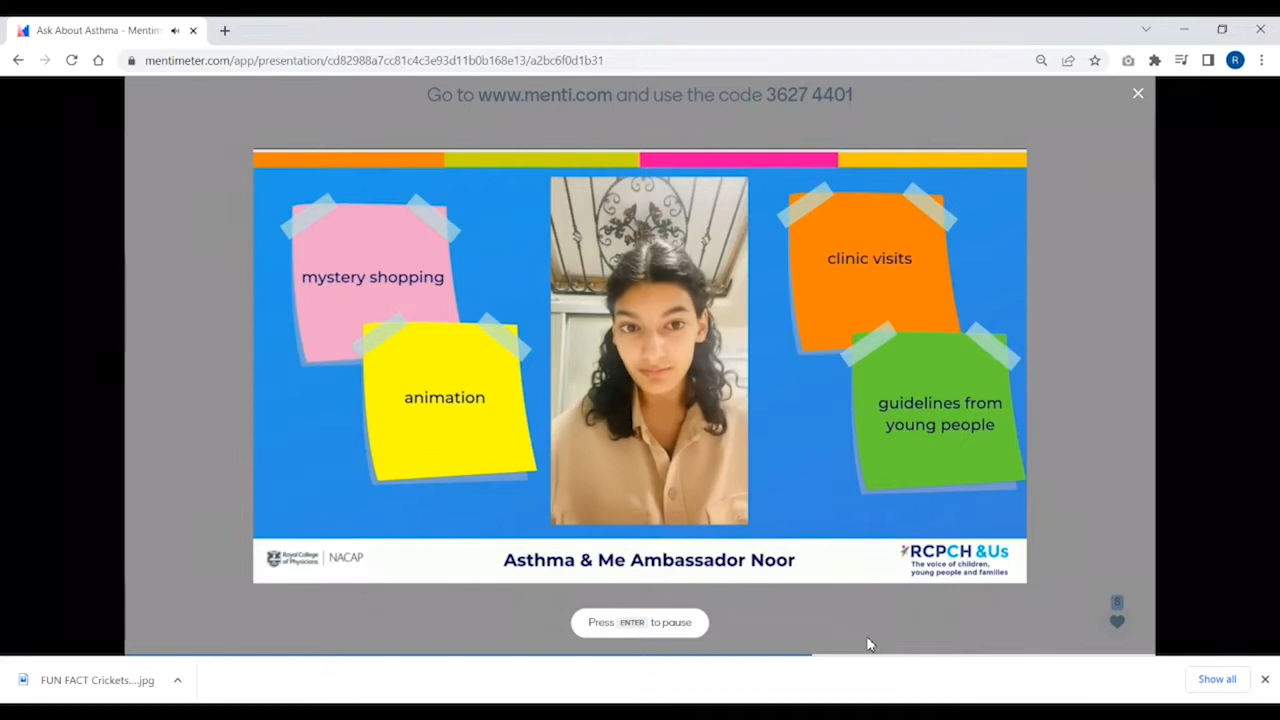 Ask About Asthma - Mentim
mentimeter.com/app/presentation/cd82988a7cc81c4c3e93d11b0b168e13/a2bc6f0d1b31
R
Go to www.menti.com and use the code 3627 4401
mystery shopping
animation
clinic visits
guidelines from
young people
Royal College
of Physicians
NACAP
Asthma & Me Ambassador Noor
RCPCH &Us
The voice of children,
young people and families
8
Press ENTER to pause
FUN FACT Crickets....jpg
Show all